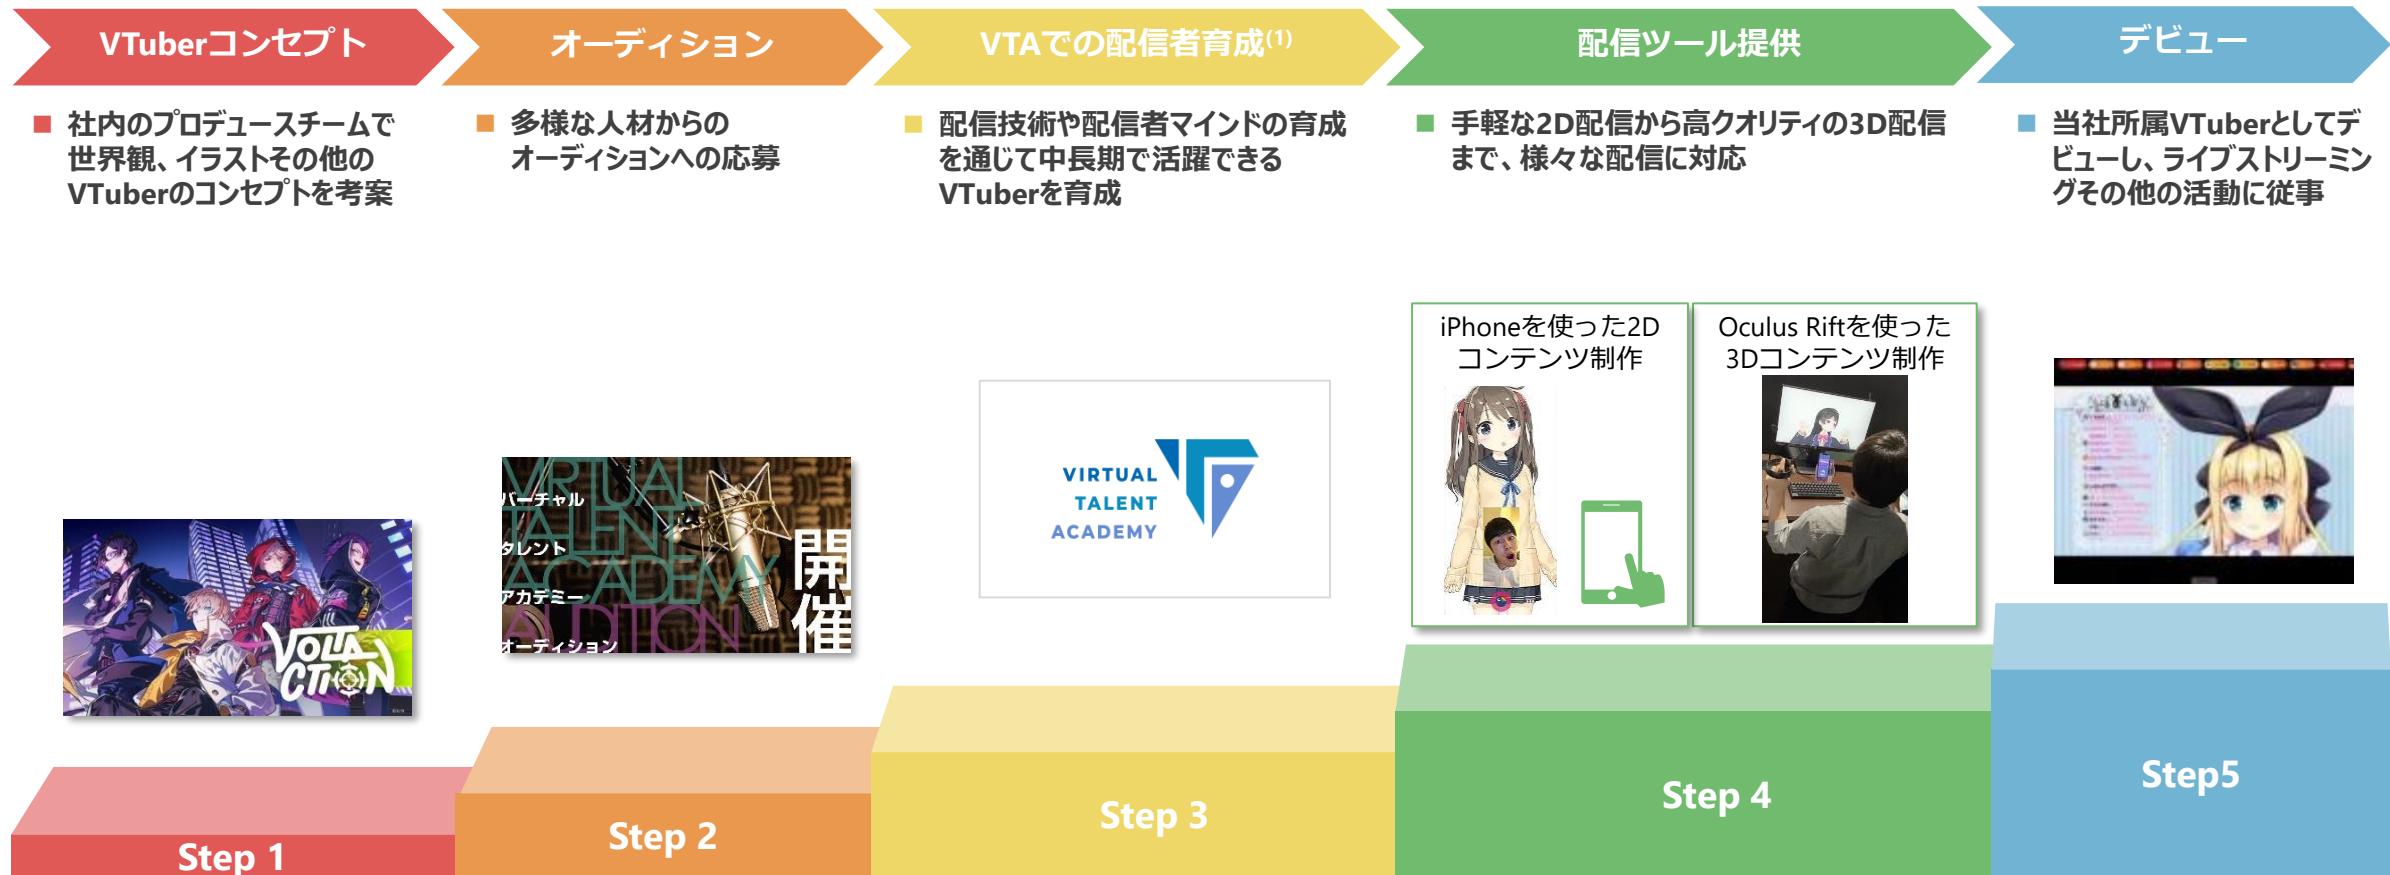 VTuberコンセプト
オーディション
VTAでの配信者育成(1)
配信ツール提供
デビュー
■ 社内のプロデュースチームで
世界観、イラストその他の
VTuberのコンセプトを考案
■ 多様な人材からの
オーディションへの応募
■ 配信技術や配信者マインドの育成
を通じて中長期で活躍できる
VTuberを育成
■ 手軽な2D配信から高クオリティの3D配信
まで、様々な配信に対応
■ 当社所属VTuberとしてデ
ビューし、ライブストリーミン
グその他の活動に従事
VOLTA
CTION
VIRTUAL
バーチャル
TALENT
タレント
ACADEMY
アカデミー
AUDITION
オーディション
開催
VIRTUAL
TALENT
ACADEMY
iPhoneを使った2D
コンテンツ制作
Oculus Riftを使った
3Dコンテンツ制作
Step 1
Step 2
Step 3
Step 4
Step5